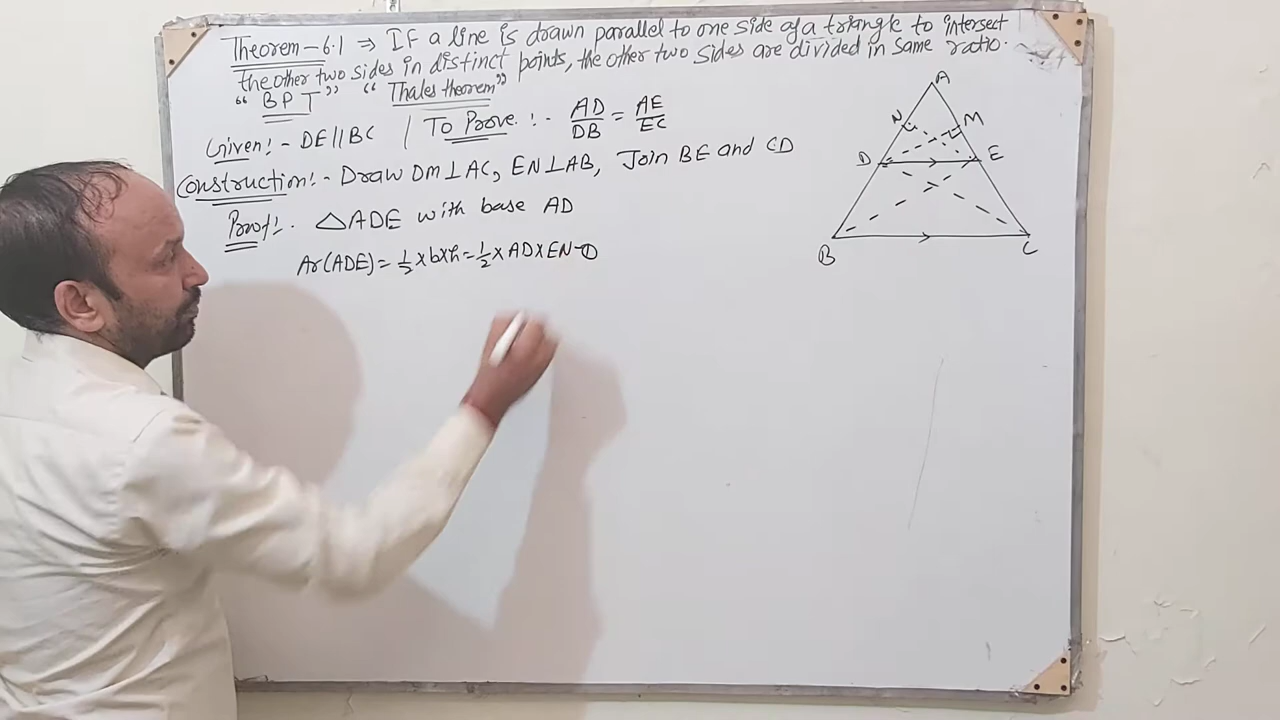 Theorem-6.1 ⇒ If a line is drawn parallel to one side of a triangle to intersect
the other two sides in distinct points, the other two sides are divided in same ratio.
"BPT" "Thales theorem"
Given:- DE||BC | To Prove:- AD/DB = AE/EC
Construction:- Draw DM⊥AC, EN⊥AB, Join BE and CD
Proof:- △ADE with base AD
Ar(ADE) = 1/2 × b×h = 1/2 × AD×EN -①
A
N
M
D
E
B
C